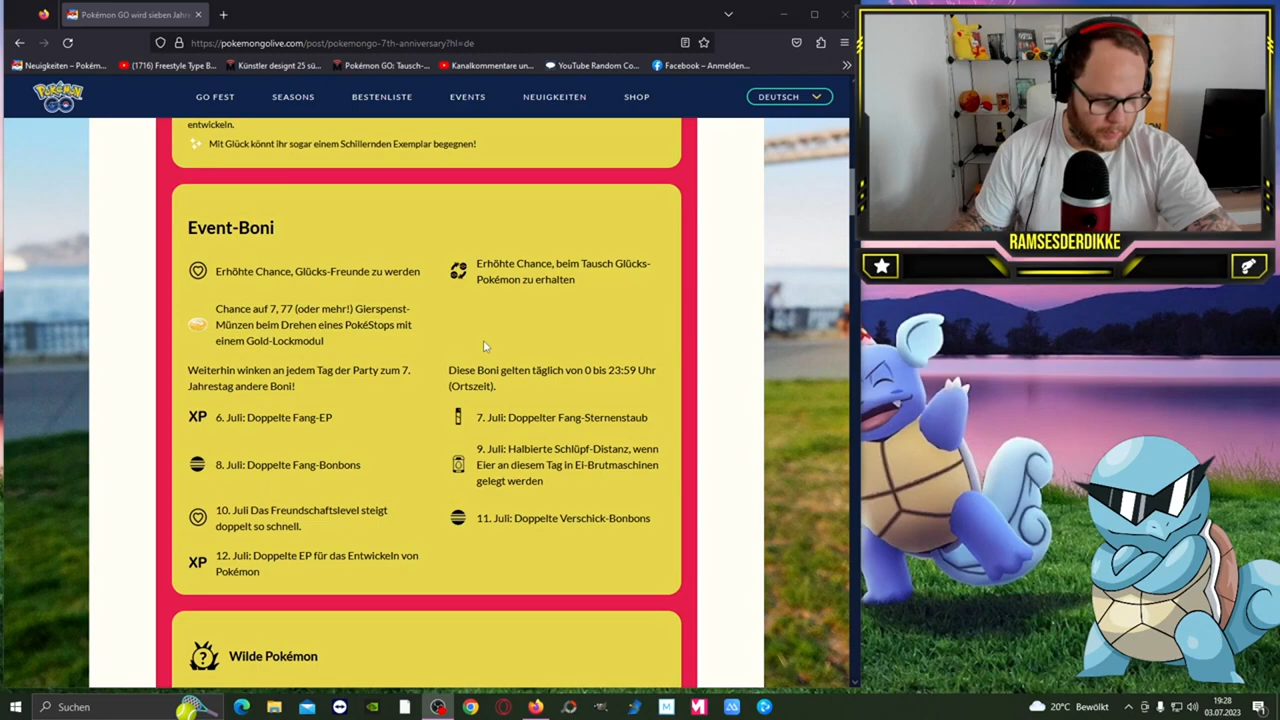 Pokémon GO wird sieben Jahre
https://pokemongolive.com/post/pokemongo-7th-anniversary?hl=de
Neuigkeiten – Pokém...
(1716) Freestyle Type B...
Künstler designt 25 sü...
Pokémon GO: Tausch-...
Kanalkommentare un...
YouTube Random Co...
Facebook – Anmelden...
POKÉMON GO
GO FEST
SEASONS
BESTENLISTE
EVENTS
NEUIGKEITEN
SHOP
DEUTSCH
entwickeln.
Mit Glück könnt ihr sogar einem Schillernden Exemplar begegnen!
Event-Boni
Erhöhte Chance, Glücks-Freunde zu werden
Erhöhte Chance, beim Tausch Glücks-
Pokémon zu erhalten
Chance auf 7, 77 (oder mehr!) Gierspenst-
Münzen beim Drehen eines PokéStops mit
einem Gold-Lockmodul
Weiterhin winken an jedem Tag der Party zum 7.
Jahrestag andere Boni!
Diese Boni gelten täglich von 0 bis 23:59 Uhr
(Ortszeit).
XP 6. Juli: Doppelte Fang-EP
7. Juli: Doppelter Fang-Sternenstaub
8. Juli: Doppelte Fang-Bonbons
9. Juli: Halbierte Schlüpf-Distanz, wenn
Eier an diesem Tag in Ei-Brutmaschinen
gelegt werden
10. Juli Das Freundschaftslevel steigt
doppelt so schnell.
11. Juli: Doppelte Verschick-Bonbons
XP 12. Juli: Doppelte EP für das Entwickeln von
Pokémon
? Wilde Pokémon
RAMSESDERDIKKE
Suchen
20°C Bewölkt
19:28
03.07.2023